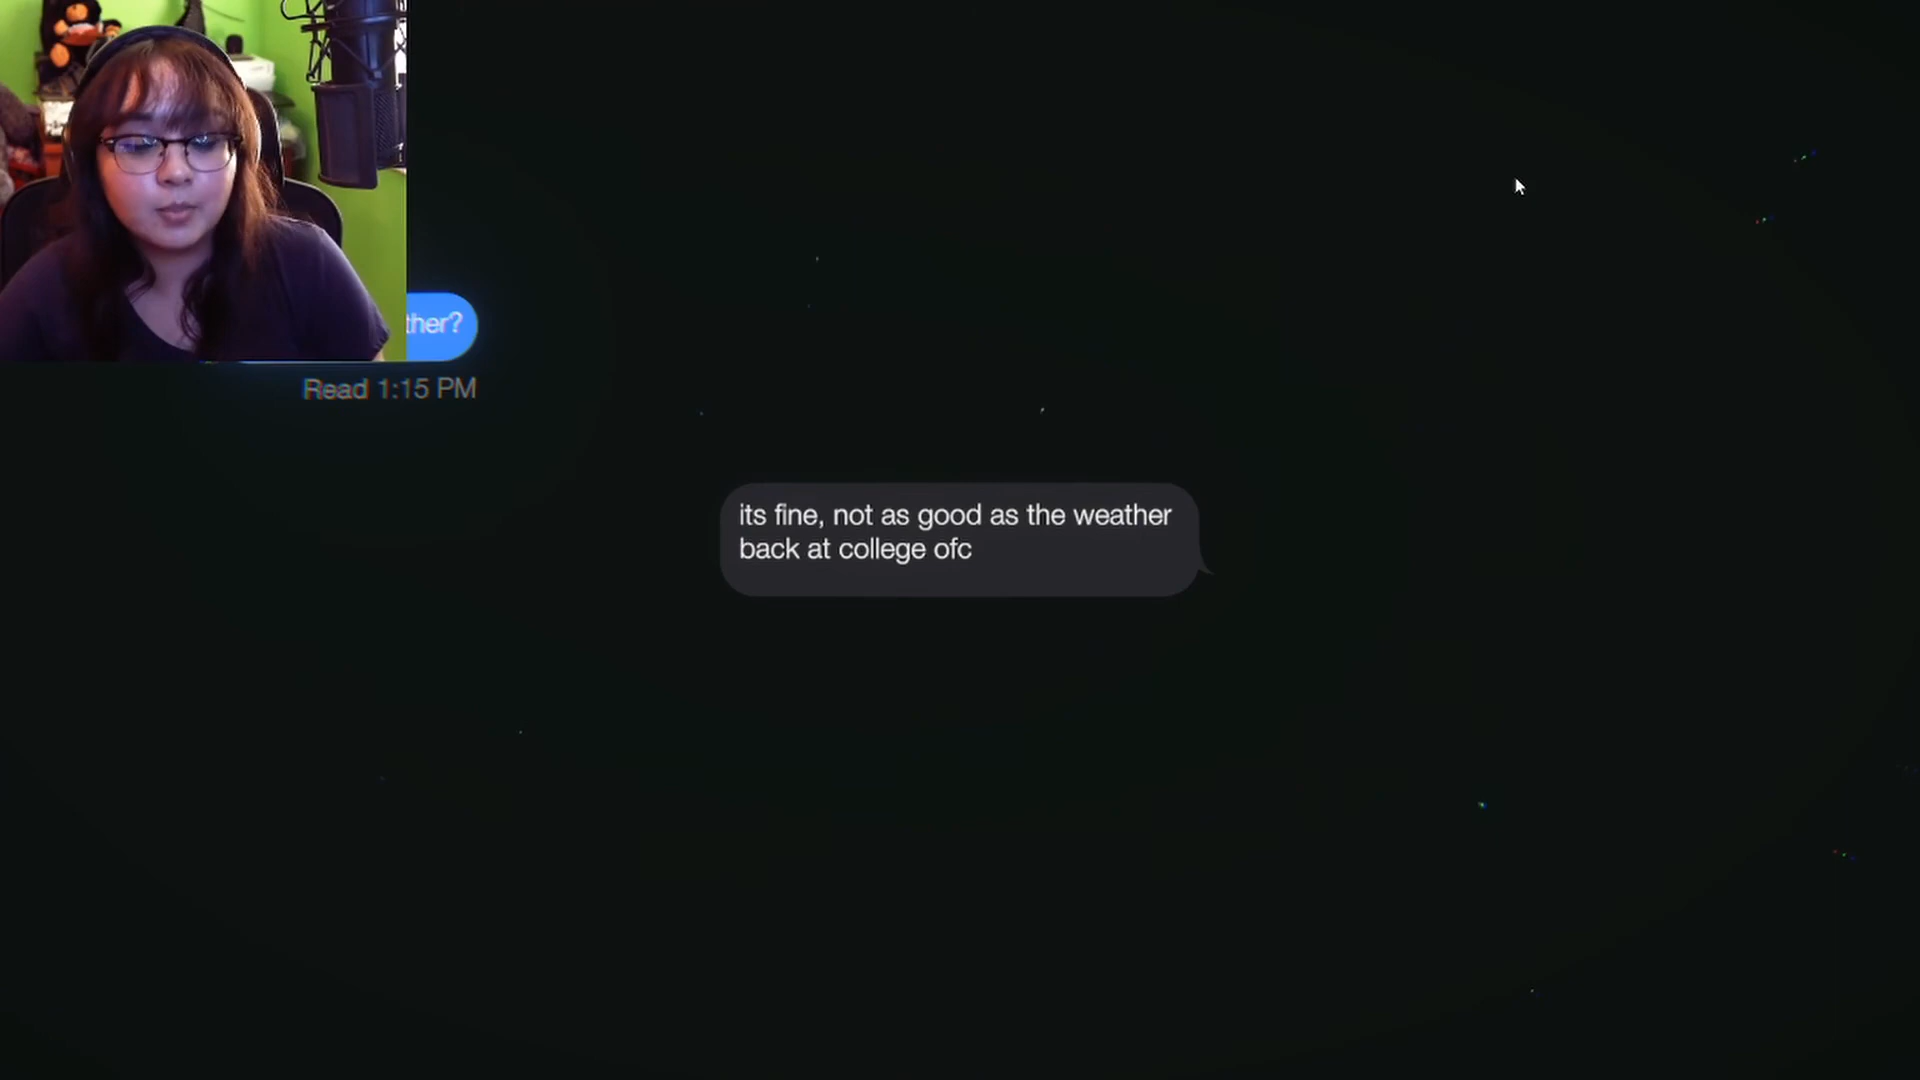 ther?
Read 1:15 PM
its fine, not as good as the weather
back at college ofc